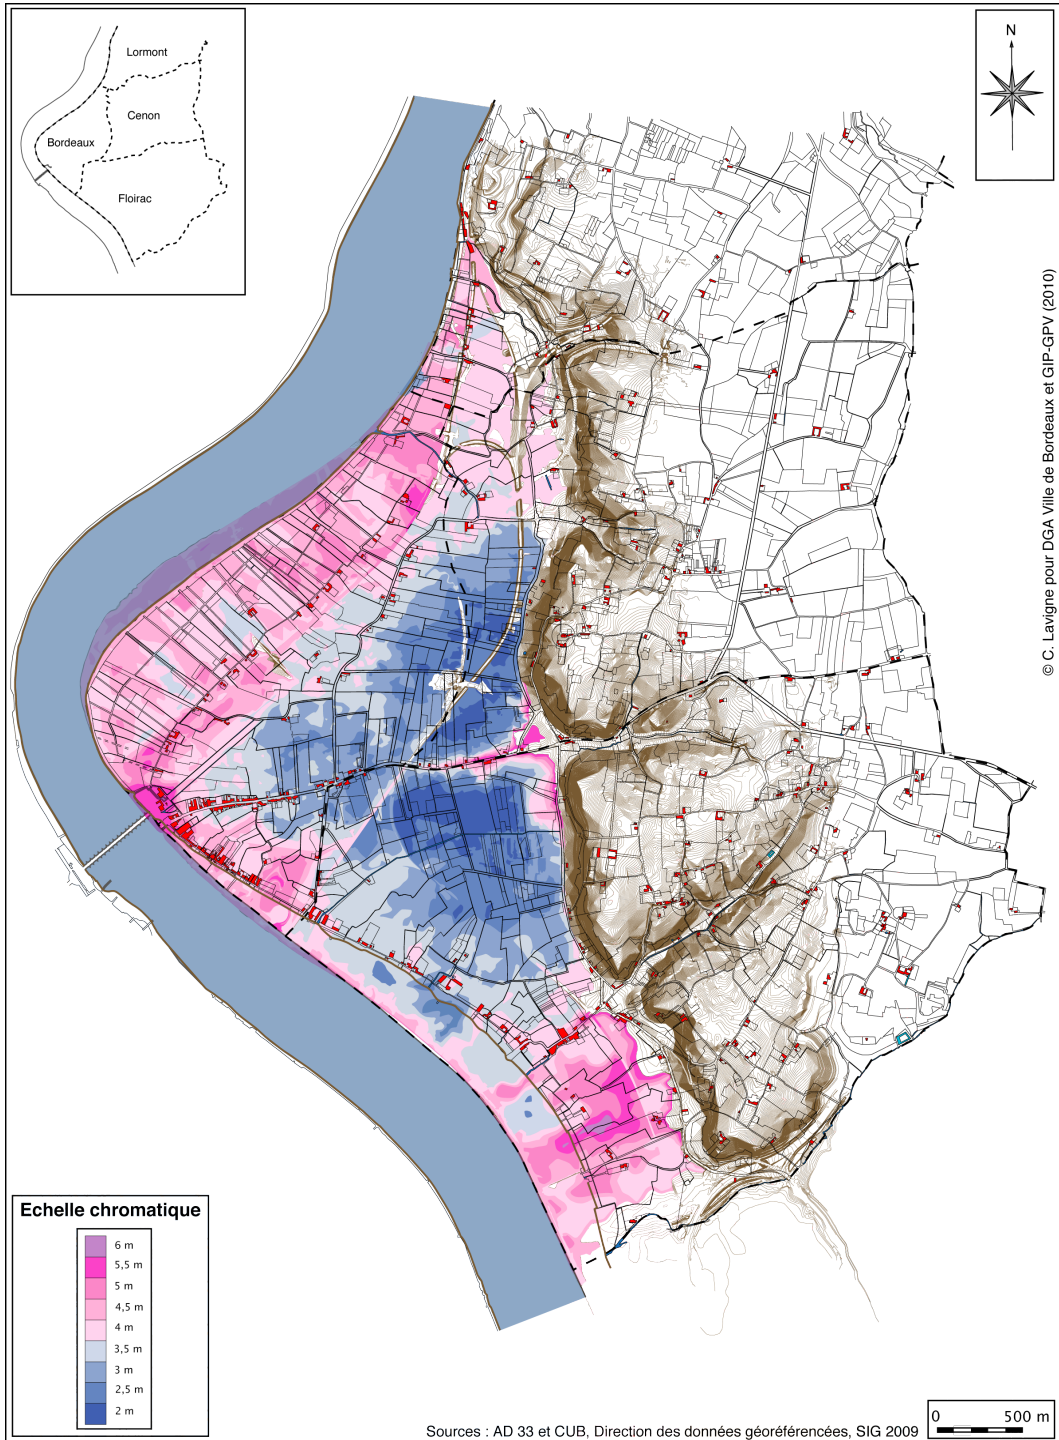 Lormont
Cenon
Bordeaux
Floirac
N
© C. Lavigne pour DGA Ville de Bordeaux et GIP-GPV (2010)
Echelle chromatique
6 m
5,5 m
5 m
4,5 m
4 m
3,5 m
3 m
2,5 m
2 m
Sources : AD 33 et CUB, Direction des données géoréférencées, SIG 2009
0 500 m